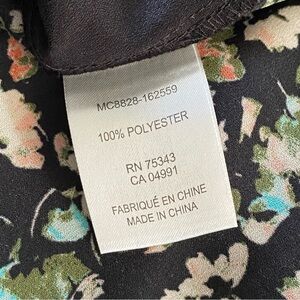 MC8828-162559
100% POLYESTER
RN 75343
CA 04991
FABRIQUÉ EN CHINE
MADE IN CHINA